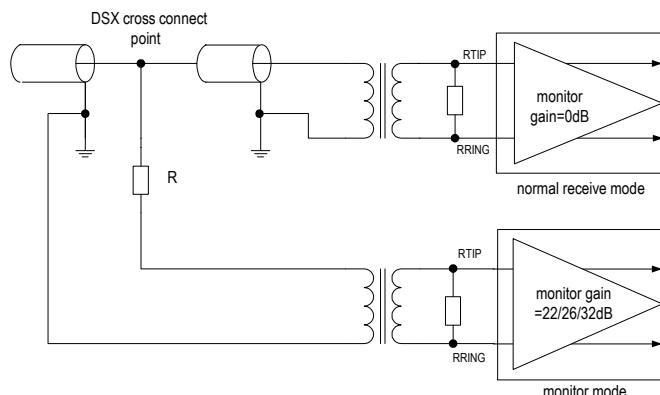 DSX cross connect
point
RTIP
monitor
gain=0dB
RRING
normal receive mode
R
RTIP
monitor gain
=22/26/32dB
RRING
monitor mode